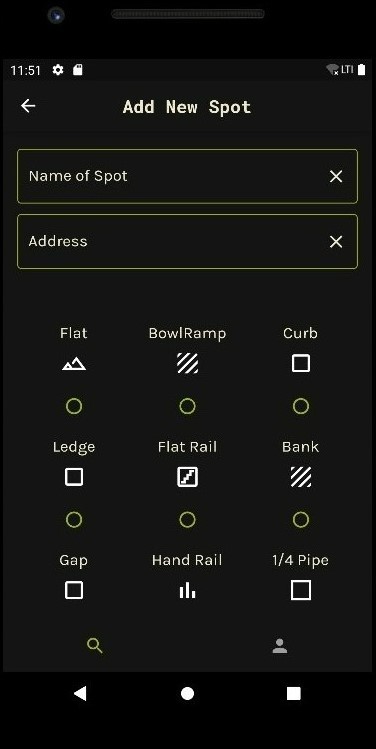 11:51 LTE
Add New Spot
Name of Spot
Address
Flat BowlRamp Curb
Ledge Flat Rail Bank
Gap Hand Rail 1/4 Pipe